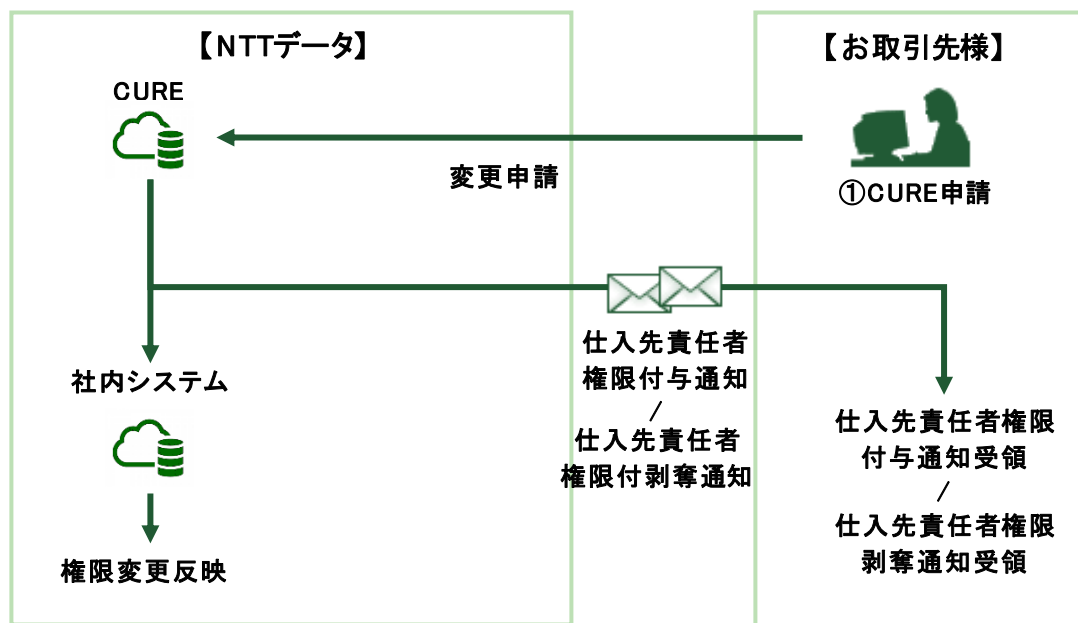 【NTTデータ】
【お取引先様】
CURE
変更申請
①CURE申請
仕入先責任者
権限付与通知
/
仕入先責任者
権限付剥奪通知
社内システム
権限変更反映
仕入先責任者権限
付与通知受領
/
仕入先責任者権限
剥奪通知受領